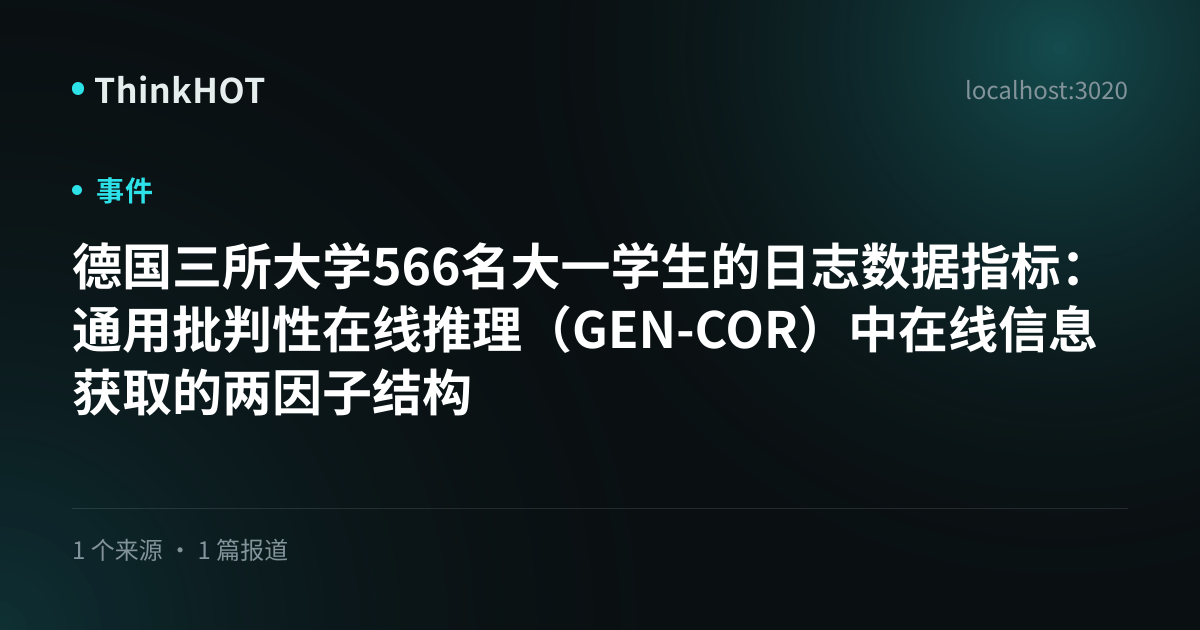 ThinkHOT
localhost:3020
事件
德国三所大学566名大一学生的日志数据指标：
通用批判性在线推理（GEN-COR）中在线信息
获取的两因子结构
1 个来源 · 1 篇报道